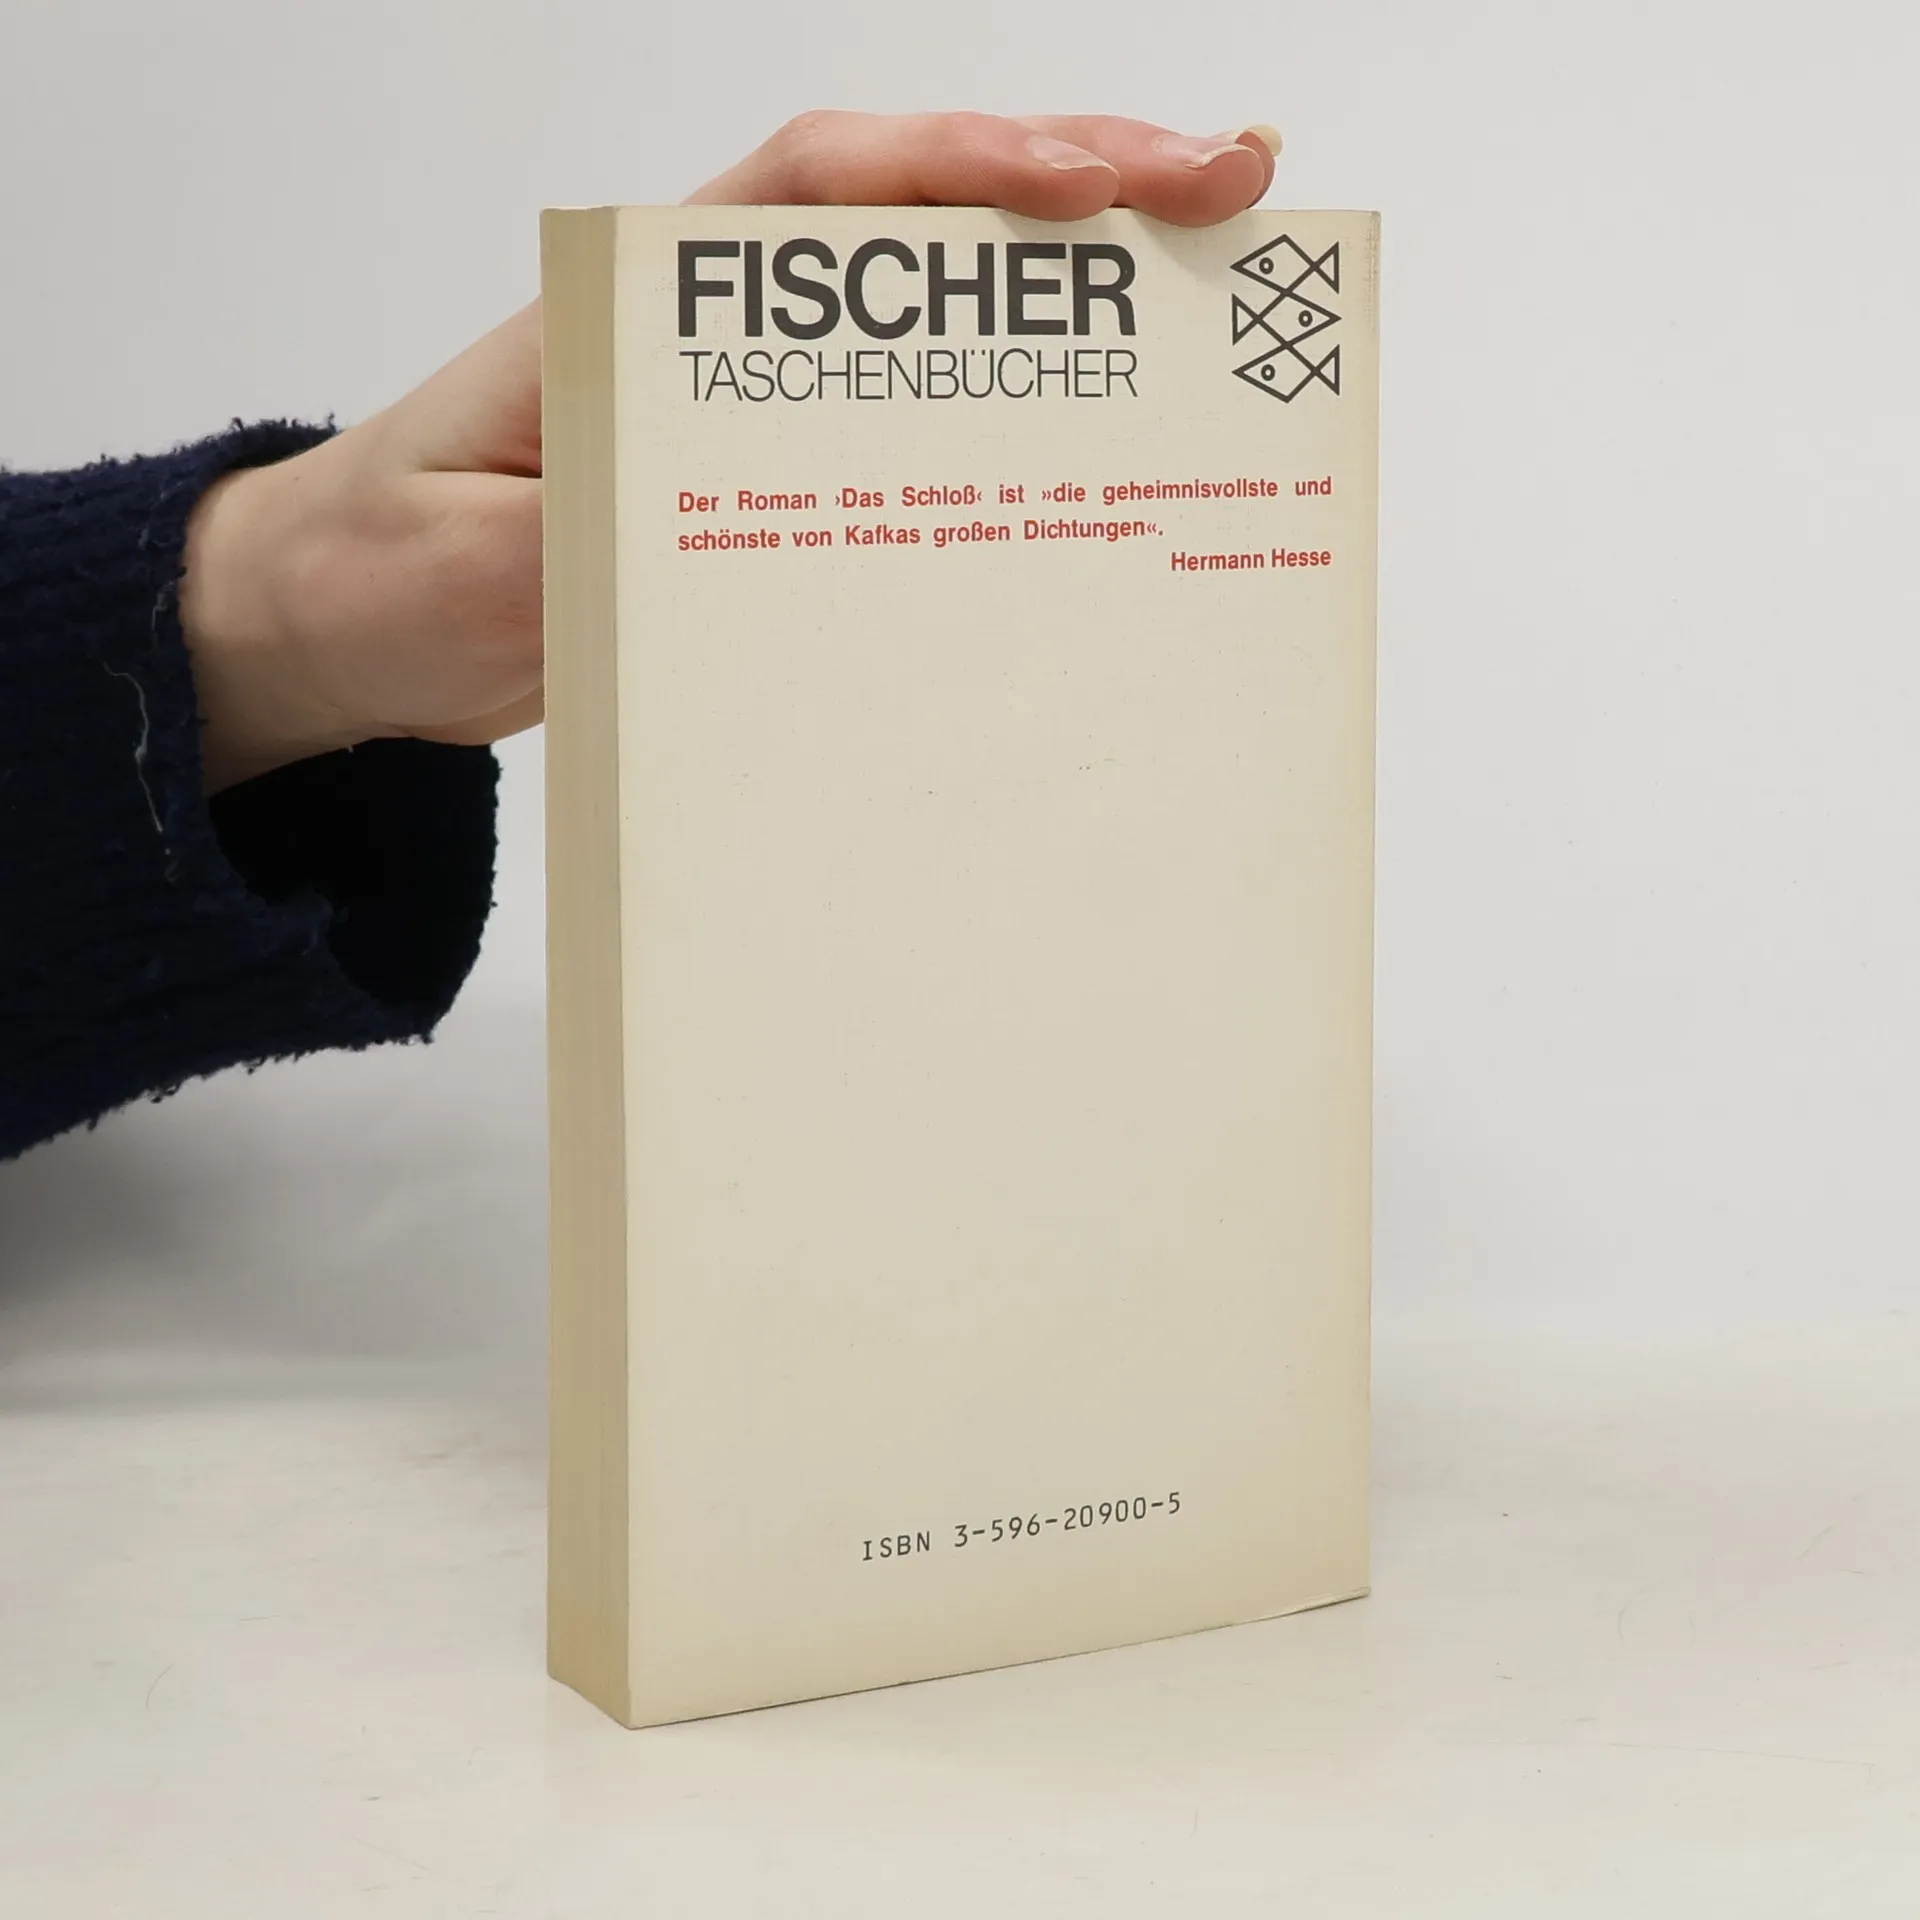 FISCHER
TASCHENBÜCHER
Der Roman ›Das Schloß‹ ist »die geheimnisvollste und
schönste von Kafkas großen Dichtungen«.
Hermann Hesse
ISBN 3-596-20900-5